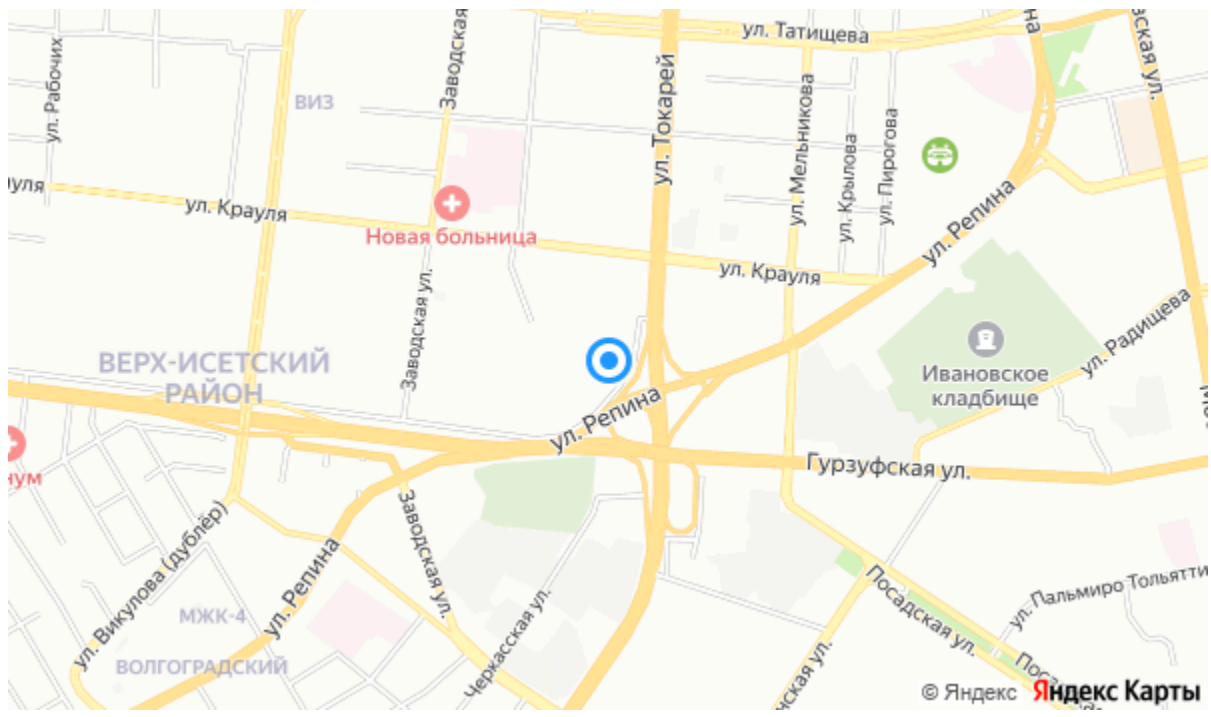 ул. Татищева
ул. Рабочих
Заводская
ВИЗ
ул. Токарей
ул. Мельникова
ул. Крылова
ул. Пирогова
ул. Крауля
Новая больница
ул. Крауля
ул. Репина
Заводская ул.
ВЕРХ-ИСЕТСКИЙ
РАЙОН
Ивановское
кладбище
ул. Радищева
ул. Репина
Гурзуфская ул.
Заводская ул.
ул. Викулова (дублёр)
ул. Репина
МЖК-4
ВОЛГОГРАДСКИЙ
Черкасская ул.
Посадская ул.
ул. Пальмиро Тольятти
© Яндекс Яндекс Карты